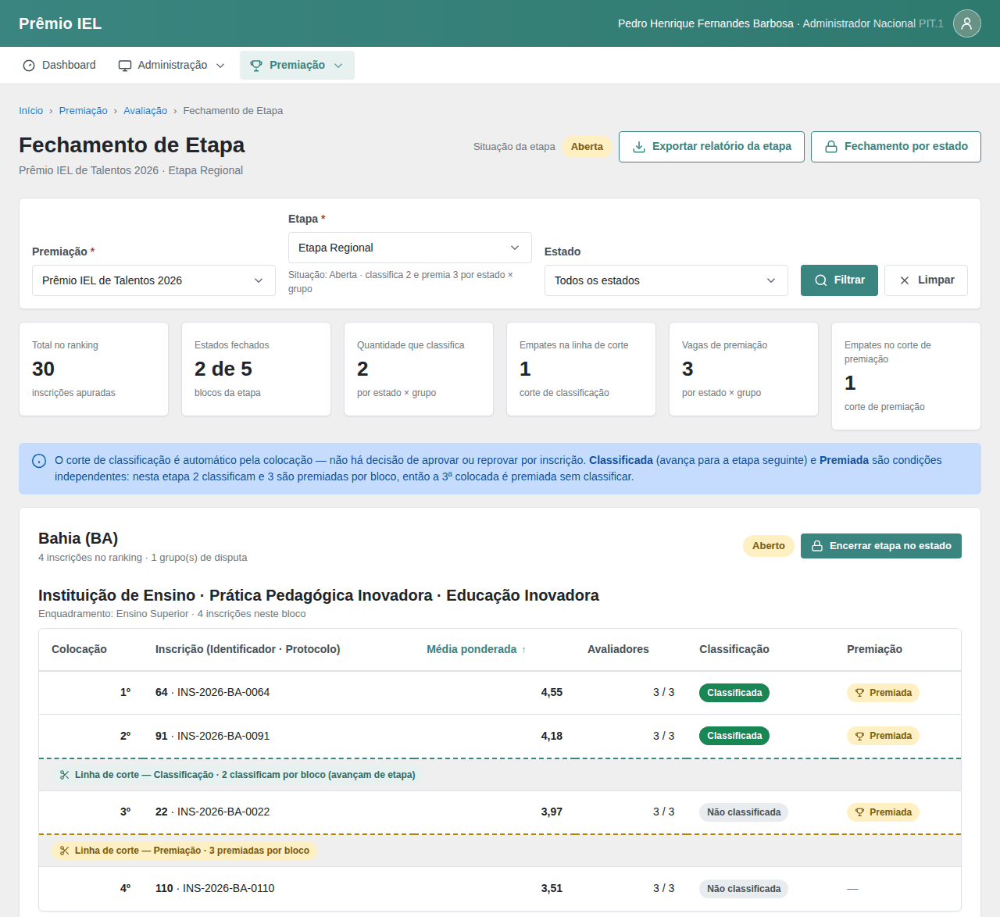 Prêmio IEL
Pedro Henrique Fernandes Barbosa · Administrador Nacional PIT.1
Dashboard
Administração
Premiação
Início › Premiação › Avaliação › Fechamento de Etapa
Fechamento de Etapa
Prêmio IEL de Talentos 2026 · Etapa Regional
Situação da etapa
Aberta
Exportar relatório da etapa
Fechamento por estado
Premiação *
Prêmio IEL de Talentos 2026
Etapa *
Etapa Regional
Situação: Aberta · classifica 2 e premia 3 por estado ×
grupo
Estado
Todos os estados
Filtrar
Limpar
Total no ranking
30
inscrições apuradas
Estados fechados
2 de 5
blocos da etapa
Quantidade que classifica
2
por estado × grupo
Empates na linha de corte
1
corte de classificação
Vagas de premiação
3
por estado × grupo
Empates no corte de
premiação
1
corte de premiação
O corte de classificação é automático pela colocação — não há decisão de aprovar ou reprovar por inscrição. Classificada (avança para a etapa seguinte) e Premiada são condições
independentes: nesta etapa 2 classificam e 3 são premiadas por bloco, então a 3ª colocada é premiada sem classificar.
Bahia (BA)
4 inscrições no ranking · 1 grupo(s) de disputa
Aberto
Encerrar etapa no estado
Instituição de Ensino · Prática Pedagógica Inovadora · Educação Inovadora
Enquadramento: Ensino Superior · 4 inscrições neste bloco
Colocação Inscrição (Identificador · Protocolo) Média ponderada ↑ Avaliadores Classificação Premiação
1º 64 · INS-2026-BA-0064 4,55 3 / 3 Classificada Premiada
2º 91 · INS-2026-BA-0091 4,18 3 / 3 Classificada Premiada
Linha de corte — Classificação · 2 classificam por bloco (avançam de etapa)
3º 22 · INS-2026-BA-0022 3,97 3 / 3 Não classificada Premiada
Linha de corte — Premiação · 3 premiadas por bloco
4º 110 · INS-2026-BA-0110 3,51 3 / 3 Não classificada —